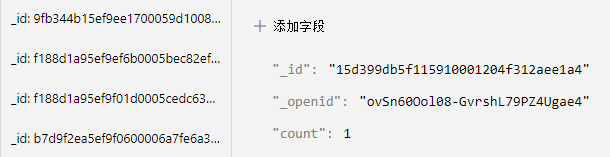 _id: 9fb344b15ef9ee1700059d1008...
_id: f188d1a95ef9ef6b0005bec82ef...
_id: f188d1a95ef9f01d0005cedc63...
_id: b7d9f2ea5ef9f0600006a7fe6a3...
+ 添加字段
"_id": "15d399db5f115910001204f312aee1a4"
"_openid": "ovSn60Ool08-GvrshL79PZ4Ugae4"
"count": 1